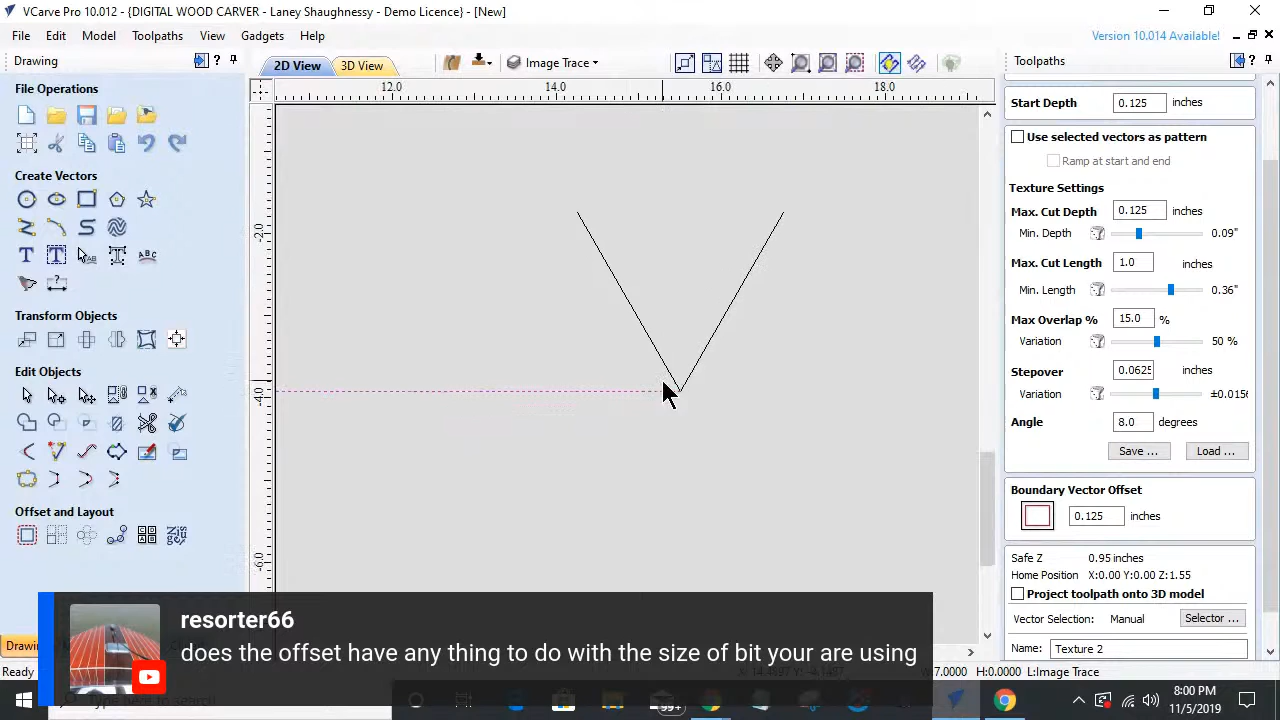 VCarve Pro 10.012 - {DIGITAL WOOD CARVER - Laney Shaughnessy - Demo Licence} - [New]
File Edit Model Toolpaths View Gadgets Help
Version 10.014 Available!
Drawing
2D View
3D View
Image Trace
Toolpaths
File Operations
12.0 14.0 16.0 18.0
-2.0
-4.0
-6.0
Create Vectors
Transform Objects
Edit Objects
Offset and Layout
Start Depth 0.125 inches
Use selected vectors as pattern
Ramp at start and end
Texture Settings
Max. Cut Depth 0.125 inches
Min. Depth 0.09"
Max. Cut Length 1.0 inches
Min. Length 0.36"
Max Overlap % 15.0 %
Variation 50 %
Stepover 0.0625 inches
Variation ±0.0156
Angle 8.0 degrees
Save ... Load ...
Boundary Vector Offset
0.125 inches
Safe Z 0.95 inches
Home Position X:0.00 Y:0.00 Z:1.55
Project toolpath onto 3D model
Vector Selection: Manual Selector ...
Name: Texture 2
resorter66
does the offset have any thing to do with the size of bit your are using
H:0.0000 L:Image Trace
99+
8:00 PM
11/5/2019